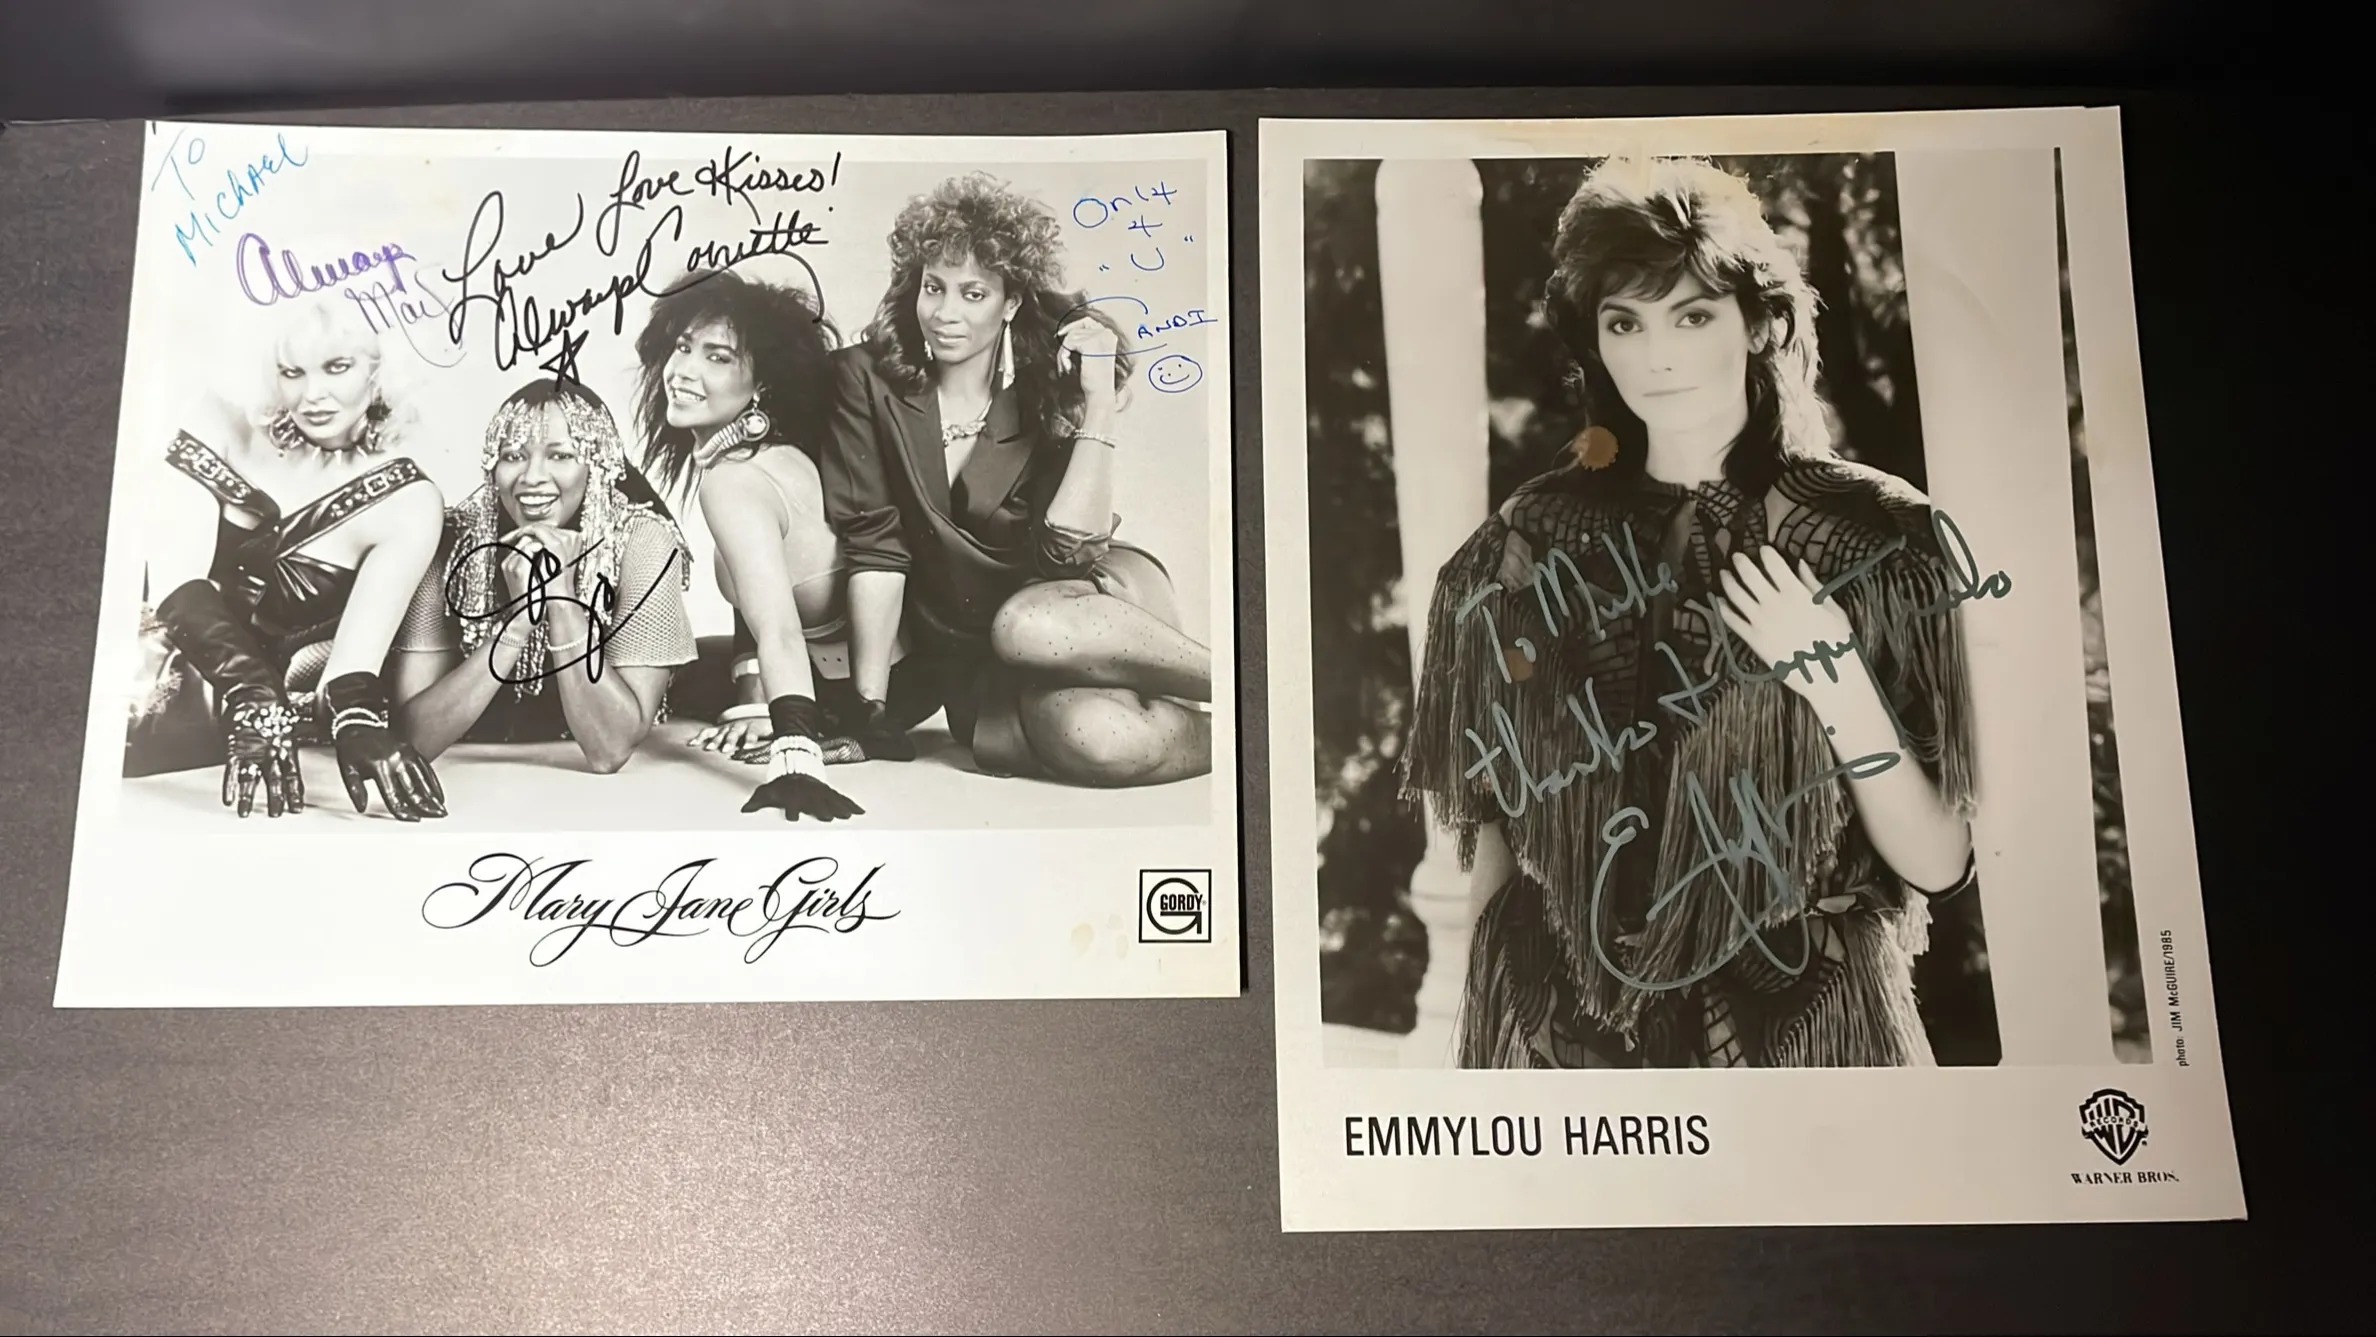 To
Michael
Always
Love Love & Kisses!
Always Corvette
Only
4
"U"
CANDI
Mary Jane Girls
GORDY
To Mike
thanks & happy Trails
EMMYLOU HARRIS
photo: JIM McGUIRE/1985
RECORDS
WARNER BROS.